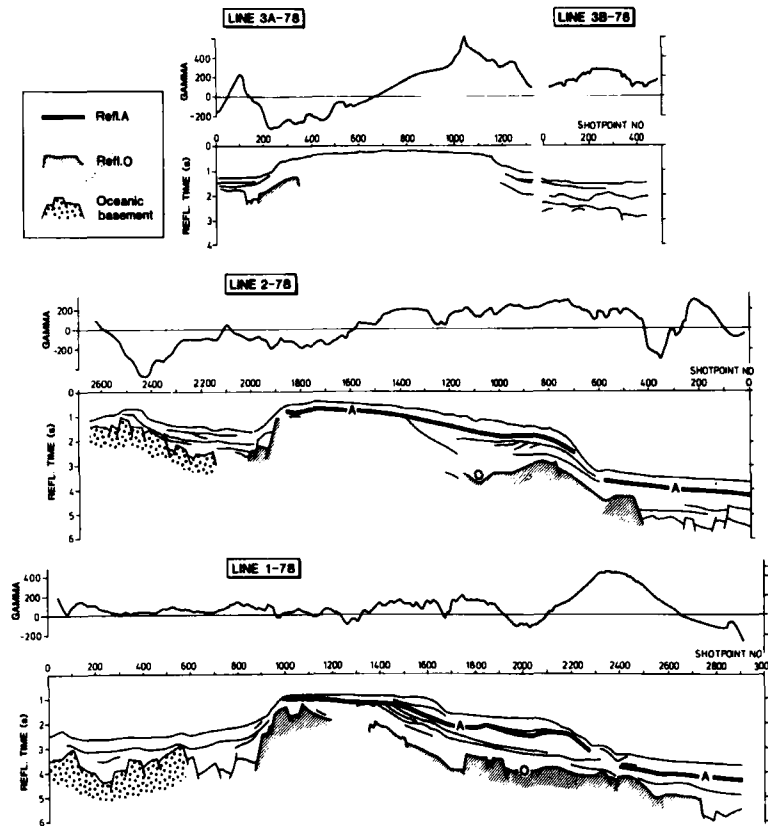 LINE 3A-78
LINE 3B-78
GAMMA
400
200
0
-200
SHOTPOINT NO
0 200 400 600 800 1000 1200
0 200 400
REFL. TIME (s)
0
1
2
3
4
Refl. A
Refl. O
Oceanic
basement
LINE 2-78
GAMMA
200
0
-200
SHOTPOINT NO
2600 2400 2200 2000 1800 1600 1400 1200 1000 800 600 400 200 0
REFL. TIME (s)
0
1
2
3
4
5
6
A
O
A
LINE 1-78
GAMMA
400
200
0
-200
SHOTPOINT NO
0 200 400 600 800 1000 1200 1400 1600 1800 2000 2200 2400 2600 2800 3000
REFL. TIME (s)
1
2
3
4
5
6
A
O
A